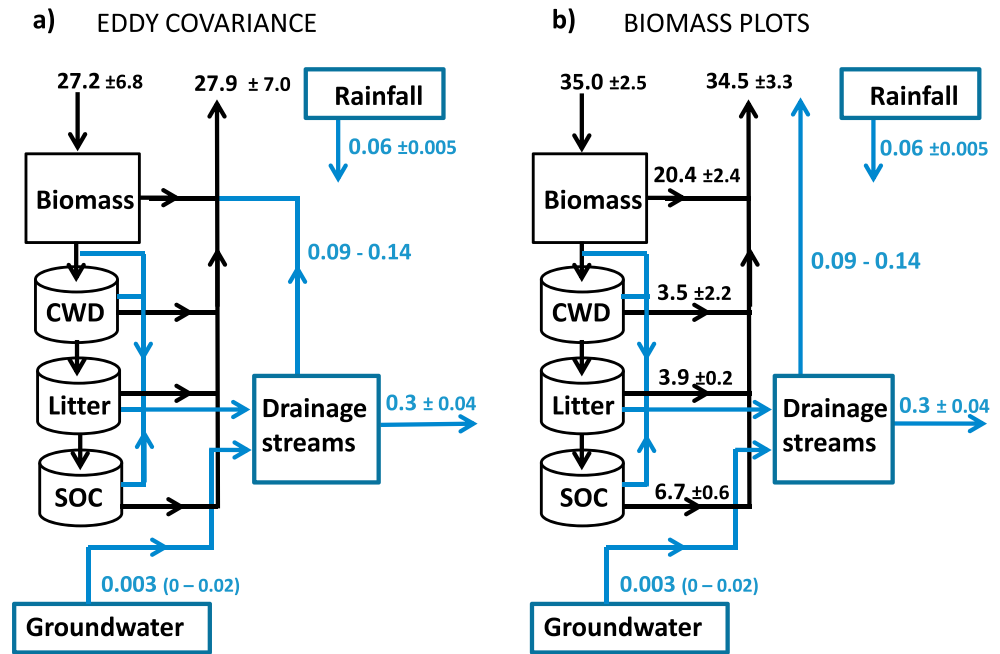 a) EDDY COVARIANCE
27.2 ±6.8
27.9 ± 7.0
Rainfall
0.06 ±0.005
Biomass
0.09 - 0.14
CWD
Litter
Drainage
streams
0.3 ± 0.04
SOC
0.003 (0 – 0.02)
Groundwater
b) BIOMASS PLOTS
35.0 ±2.5
34.5 ±3.3
Rainfall
0.06 ±0.005
Biomass
20.4 ±2.4
0.09 - 0.14
CWD
3.5 ±2.2
Litter
3.9 ±0.2
Drainage
streams
0.3 ± 0.04
SOC
6.7 ±0.6
0.003 (0 – 0.02)
Groundwater